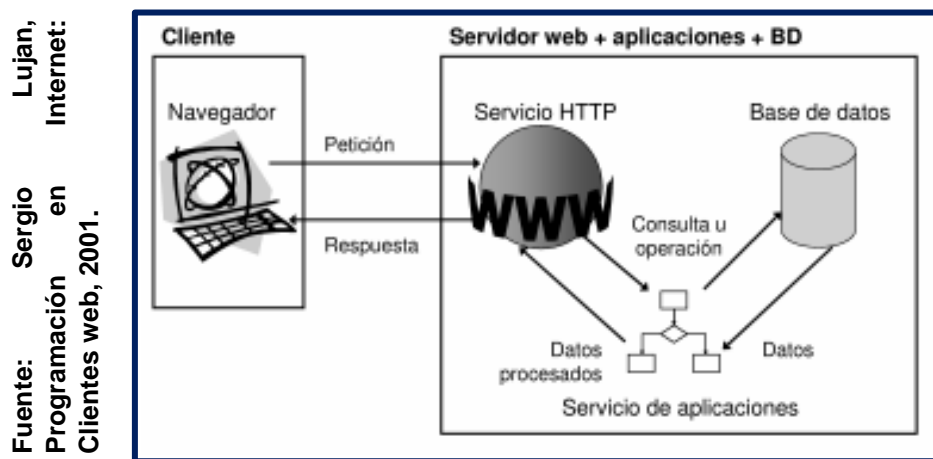 Fuente: Sergio Lujan,
Programación en Internet:
Clientes web, 2001.
Cliente
Servidor web + aplicaciones + BD
Navegador
Servicio HTTP
Base de datos
Petición
WWW
Respuesta
Consulta u
operación
Datos
procesados
Datos
Servicio de aplicaciones